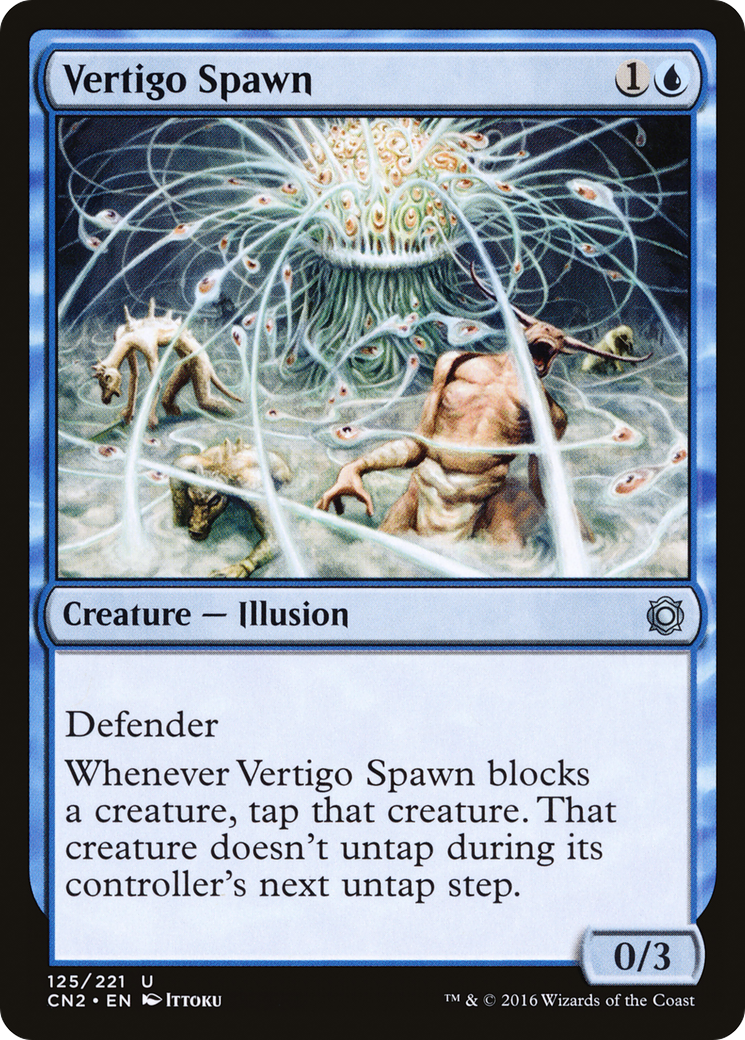 Vertigo Spawn 1
Creature — Illusion
Defender
Whenever Vertigo Spawn blocks
a creature, tap that creature. That
creature doesn't untap during its
controller's next untap step.
0/3
125/221 U
CN2 • EN Ittoku
™ & © 2016 Wizards of the Coast